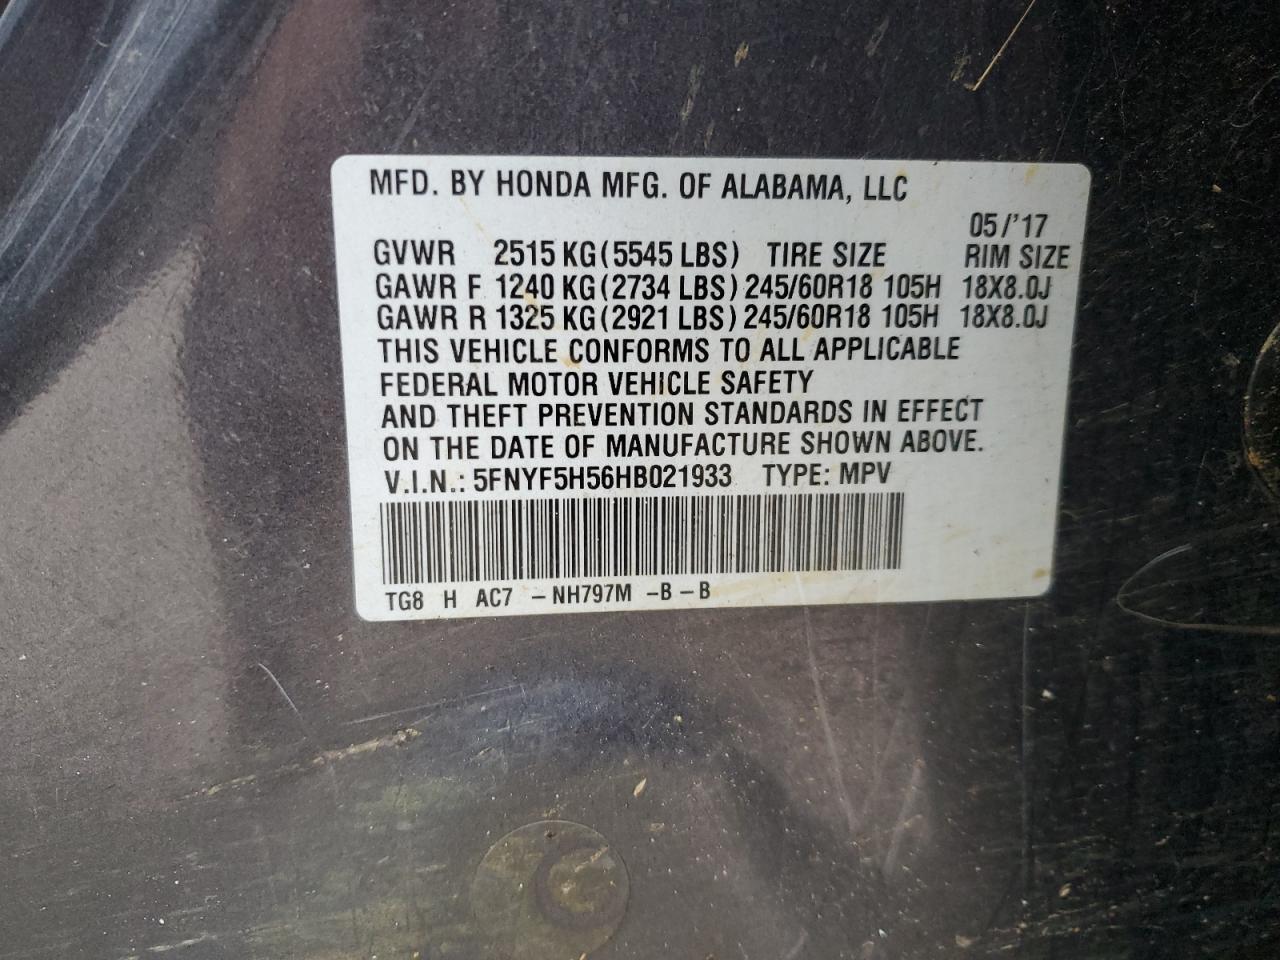 MFD. BY HONDA MFG. OF ALABAMA, LLC
05/'17
GVWR 2515 KG (5545 LBS) TIRE SIZE RIM SIZE
GAWR F 1240 KG (2734 LBS) 245/60R18 105H 18X8.0J
GAWR R 1325 KG (2921 LBS) 245/60R18 105H 18X8.0J
THIS VEHICLE CONFORMS TO ALL APPLICABLE
FEDERAL MOTOR VEHICLE SAFETY
AND THEFT PREVENTION STANDARDS IN EFFECT
ON THE DATE OF MANUFACTURE SHOWN ABOVE.
V.I.N.: 5FNYF5H56HB021933 TYPE: MPV
TG8 H AC7 – NH797M – B – B